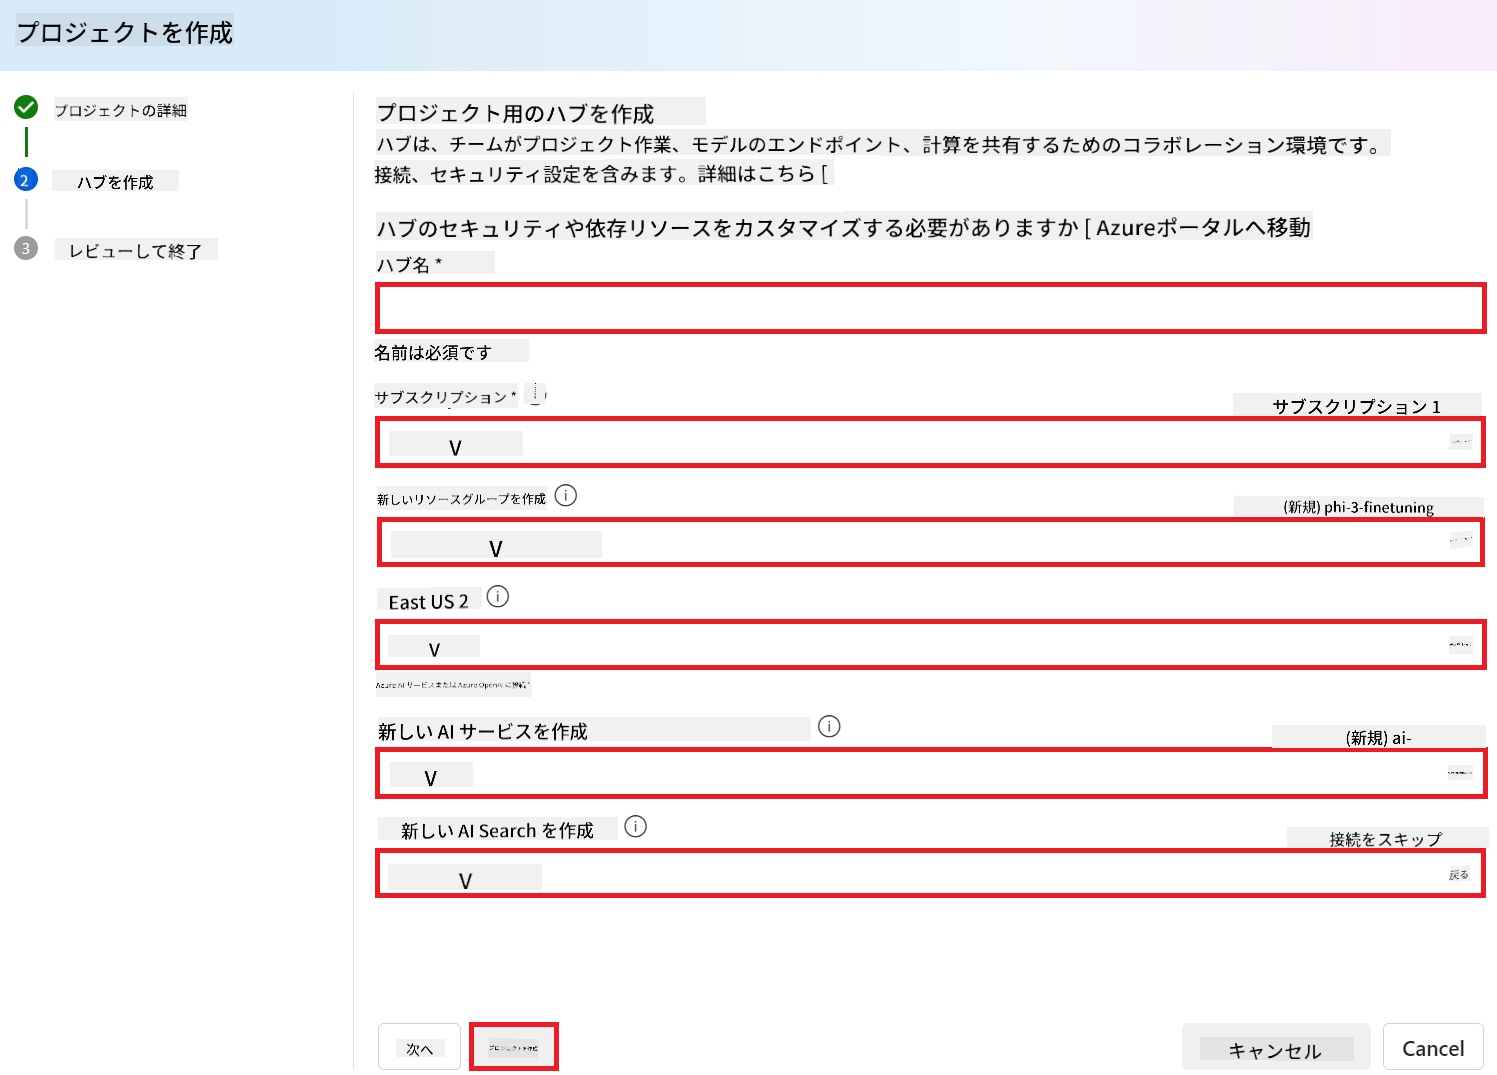 プロジェクトを作成
プロジェクトの詳細
2
ハブを作成
3
レビューして終了
プロジェクト用のハブを作成
ハブは、チームがプロジェクト作業、モデルのエンドポイント、計算を共有するためのコラボレーション環境です。
接続、セキュリティ設定を含みます。詳細はこちら [
ハブのセキュリティや依存リソースをカスタマイズする必要がありますか [ Azureポータルへ移動
ハブ名 *
名前は必須です
サブスクリプション *
サブスクリプション 1
V
新しいリソースグループを作成
(新規) phi-3-finetuning
V
East US 2
V
Azure AI サービスまたは Azure OpenAI に接続 *
新しい AI サービスを作成
(新規) ai-
V
新しい AI Search を作成
接続をスキップ
V
戻る
次へ
プロジェクトを作成
キャンセル
Cancel